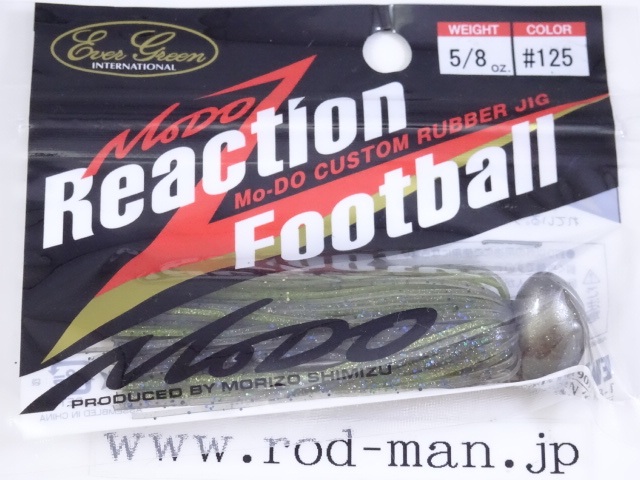 Ever Green
INTERNATIONAL
WEIGHT
5/8 oz.
COLOR
#125
MoDO
Reaction
Mo-DO CUSTOM RUBBER JIG
Football
MoDO
PRODUCED BY MORIZO SHIMIZU
www.rod-man.jp